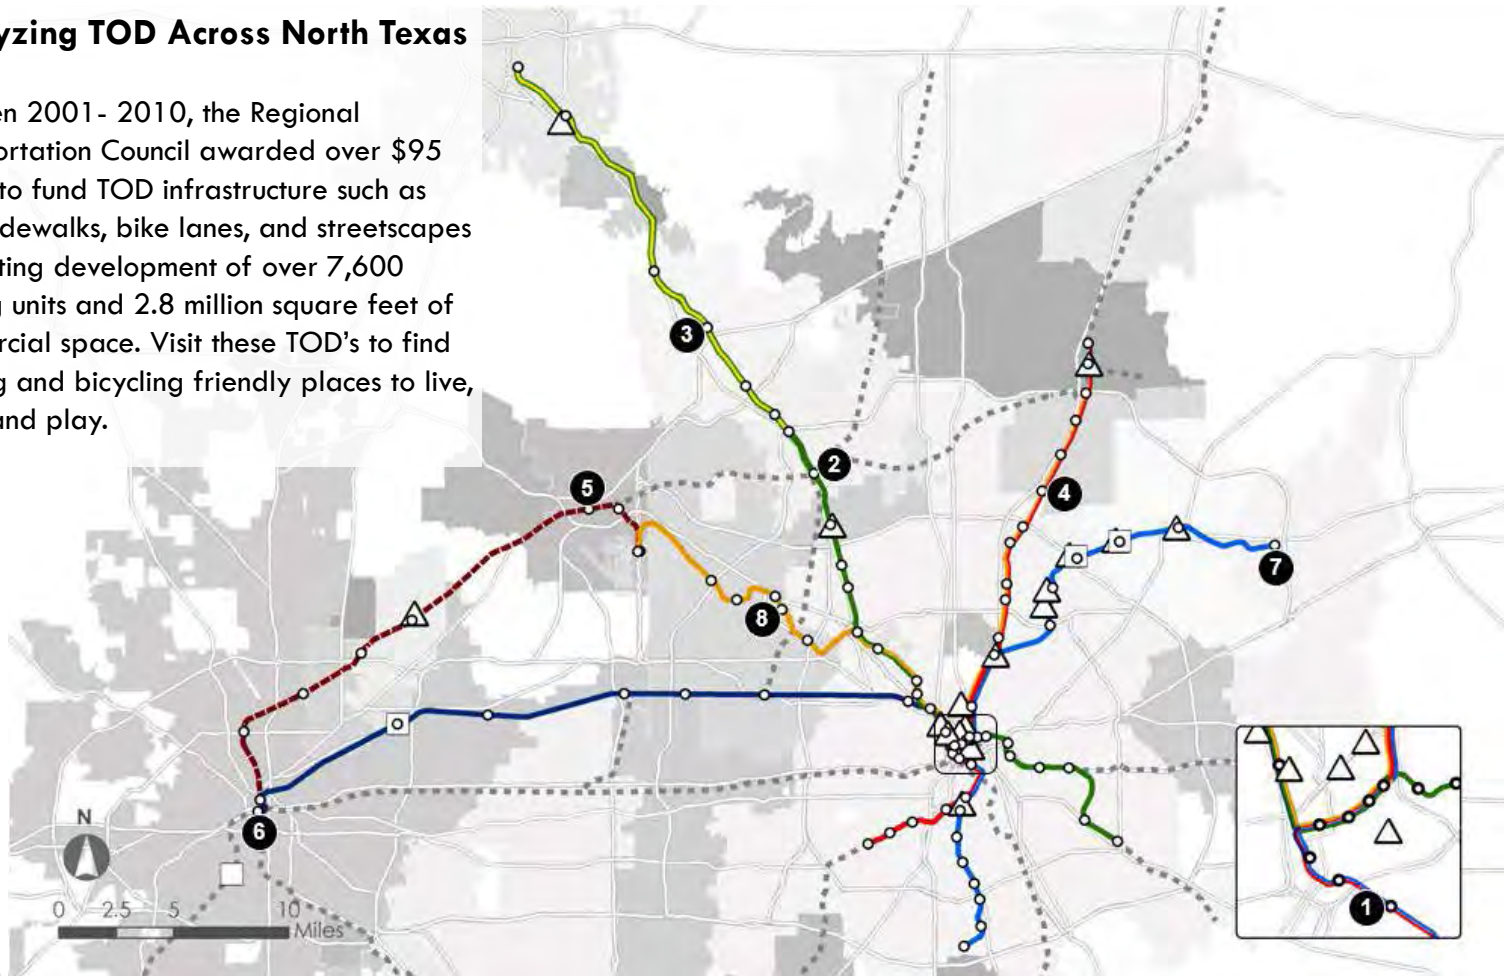 yzing TOD Across North Texas
en 2001- 2010, the Regional
ortation Council awarded over $95
to fund TOD infrastructure such as
dewalks, bike lanes, and streetscapes
ting development of over 7,600
g units and 2.8 million square feet of
rcial space. Visit these TOD's to find
g and bicycling friendly places to live,
and play.
3
2
5
4
7
8
6
N
0 2.5 5 10
Miles
1